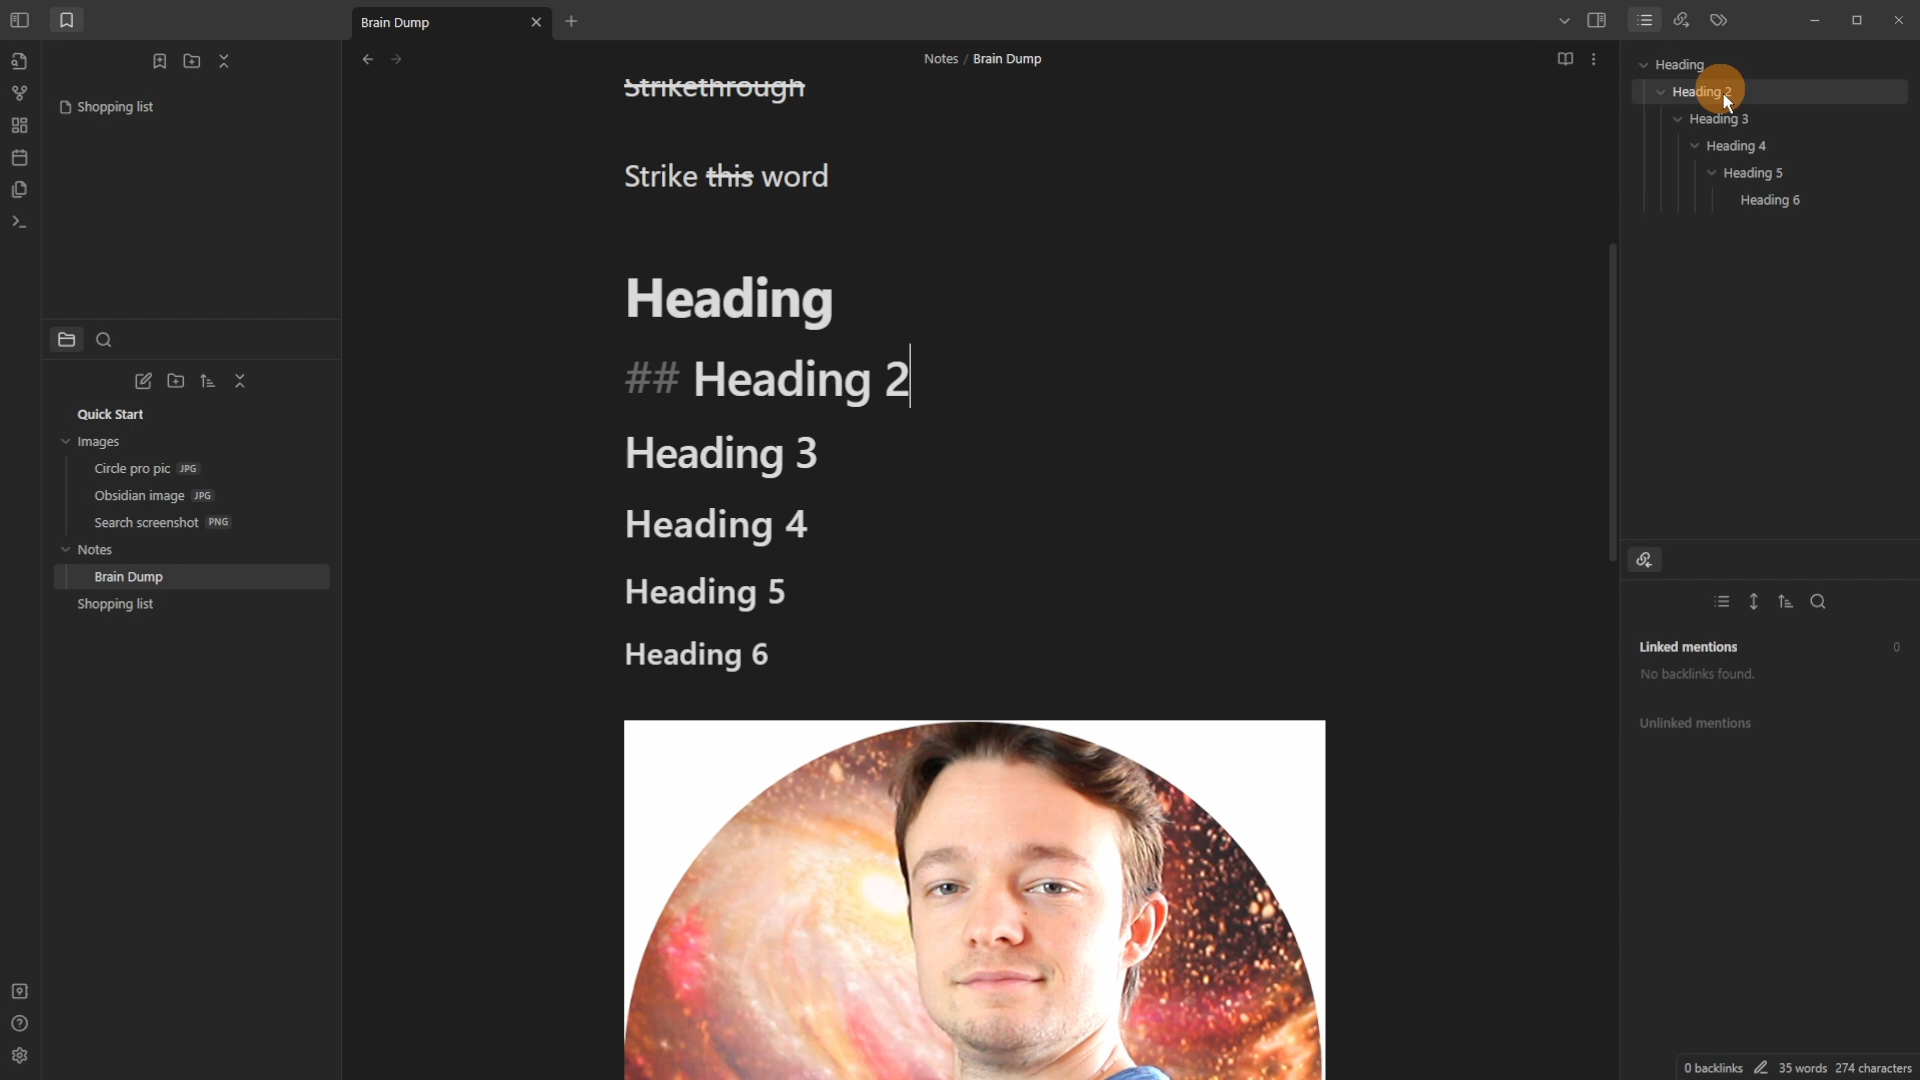 Brain Dump
Notes / Brain Dump
Shopping list
Quick Start
Images
Circle pro pic JPG
Obsidian image JPG
Search screenshot PNG
Notes
Brain Dump
Shopping list
Strikethrough
Strike this word
Heading
## Heading 2
Heading 3
Heading 4
Heading 5
Heading 6
Heading
Heading 2
Heading 3
Heading 4
Heading 5
Heading 6
Linked mentions 0
No backlinks found.
Unlinked mentions
0 backlinks 35 words 274 characters